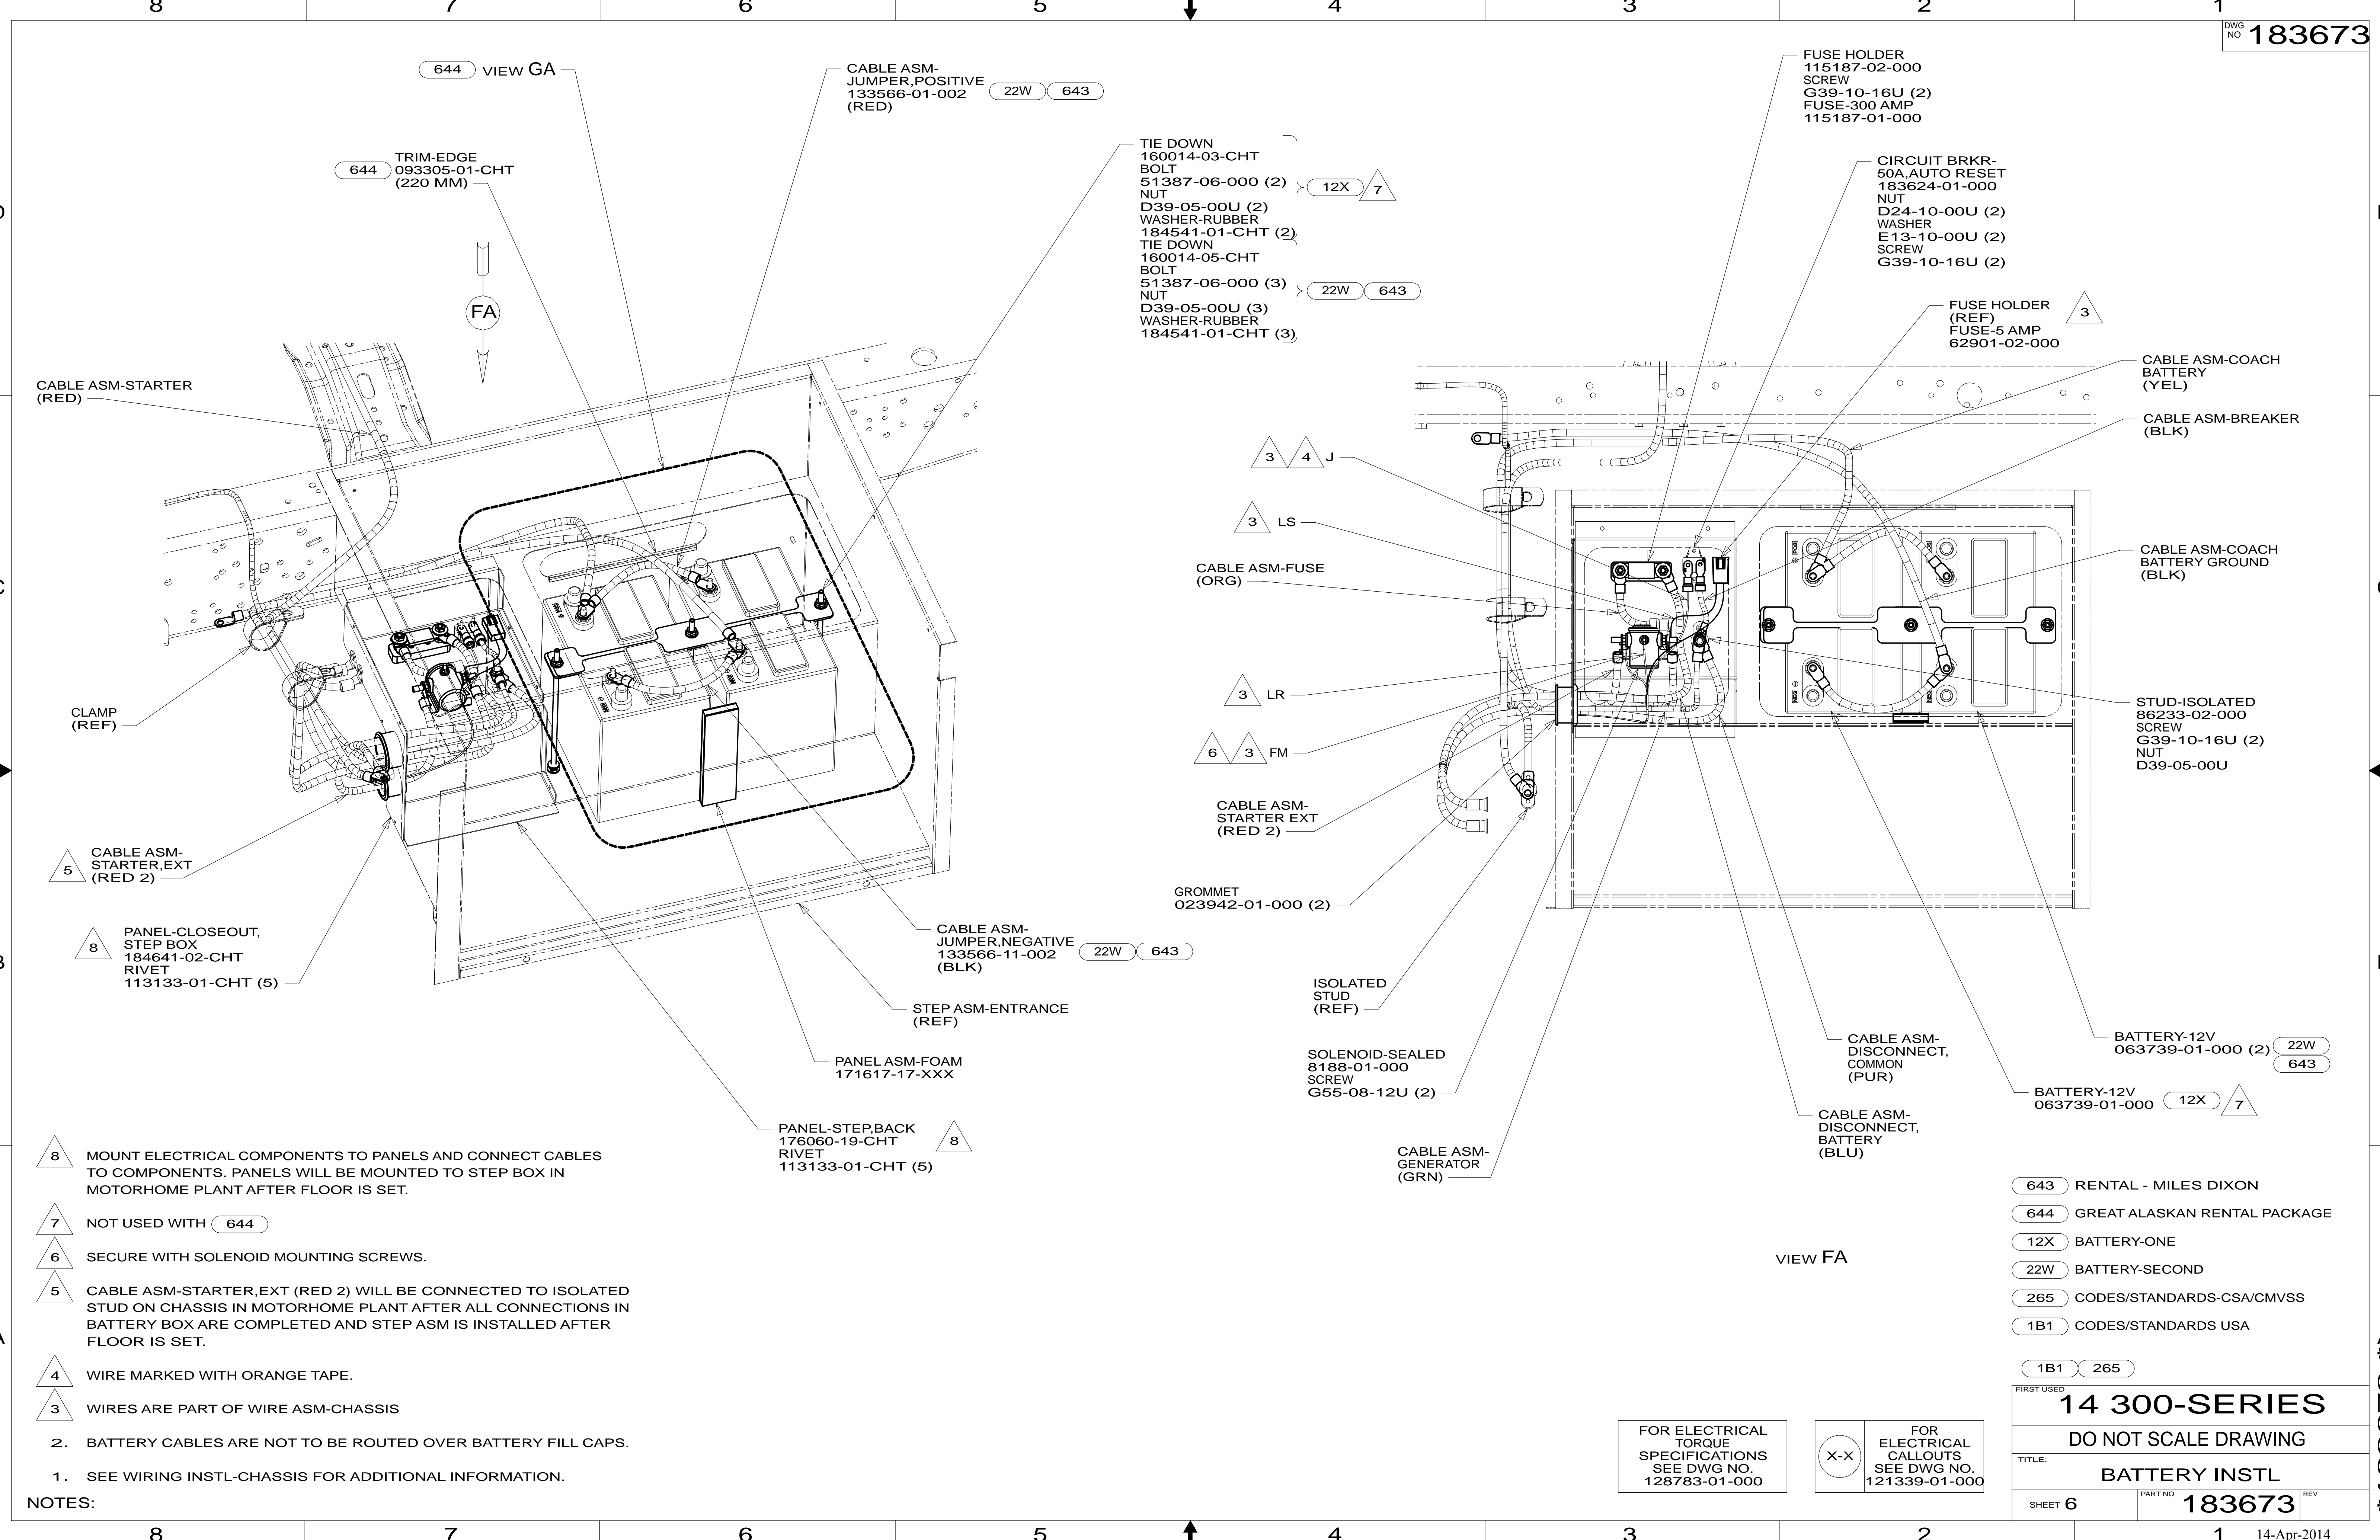 8 7 6 5 4 3 2 1
DWG
NO 183673
644 VIEW GA
CABLE ASM-
JUMPER,POSITIVE
133566-01-002
(RED)
22W 643
TRIM-EDGE
644 093305-01-CHT
(220 MM)
FA
TIE DOWN
160014-03-CHT
BOLT
51387-06-000 (2)
NUT
D39-05-00U (2)
WASHER-RUBBER
184541-01-CHT (2)
12X 7
TIE DOWN
160014-05-CHT
BOLT
51387-06-000 (3)
NUT
D39-05-00U (3)
WASHER-RUBBER
184541-01-CHT (3)
22W 643
CABLE ASM-STARTER
(RED)
CLAMP
(REF)
5
CABLE ASM-
STARTER,EXT
(RED 2)
8
PANEL-CLOSEOUT,
STEP BOX
184641-02-CHT
RIVET
113133-01-CHT (5)
CABLE ASM-
JUMPER,NEGATIVE
133566-11-002
(BLK)
22W 643
STEP ASM-ENTRANCE
(REF)
PANEL ASM-FOAM
171617-17-XXX
PANEL-STEP,BACK
176060-19-CHT
RIVET
113133-01-CHT (5)
8
FUSE HOLDER
115187-02-000
SCREW
G39-10-16U (2)
FUSE-300 AMP
115187-01-000
CIRCUIT BRKR-
50A,AUTO RESET
183624-01-000
NUT
D24-10-00U (2)
WASHER
E13-10-00U (2)
SCREW
G39-10-16U (2)
FUSE HOLDER
(REF)
FUSE-5 AMP
62901-02-000
3
CABLE ASM-COACH
BATTERY
(YEL)
CABLE ASM-BREAKER
(BLK)
CABLE ASM-COACH
BATTERY GROUND
(BLK)
STUD-ISOLATED
86233-02-000
SCREW
G39-10-16U (2)
NUT
D39-05-00U
3 4 J
3 LS
CABLE ASM-FUSE
(ORG)
3 LR
6 3 FM
CABLE ASM-
STARTER EXT
(RED 2)
GROMMET
023942-01-000 (2)
ISOLATED
STUD
(REF)
SOLENOID-SEALED
8188-01-000
SCREW
G55-08-12U (2)
CABLE ASM-
GENERATOR
(GRN)
CABLE ASM-
DISCONNECT,
COMMON
(PUR)
CABLE ASM-
DISCONNECT,
BATTERY
(BLU)
BATTERY-12V
063739-01-000 (2)
22W
643
BATTERY-12V
063739-01-000
12X 7
POS
NEG
VIEW FA
8 MOUNT ELECTRICAL COMPONENTS TO PANELS AND CONNECT CABLES
TO COMPONENTS. PANELS WILL BE MOUNTED TO STEP BOX IN
MOTORHOME PLANT AFTER FLOOR IS SET.
7 NOT USED WITH 644
6 SECURE WITH SOLENOID MOUNTING SCREWS.
5 CABLE ASM-STARTER,EXT (RED 2) WILL BE CONNECTED TO ISOLATED
STUD ON CHASSIS IN MOTORHOME PLANT AFTER ALL CONNECTIONS IN
BATTERY BOX ARE COMPLETED AND STEP ASM IS INSTALLED AFTER
FLOOR IS SET.
4 WIRE MARKED WITH ORANGE TAPE.
3 WIRES ARE PART OF WIRE ASM-CHASSIS
2. BATTERY CABLES ARE NOT TO BE ROUTED OVER BATTERY FILL CAPS.
1. SEE WIRING INSTL-CHASSIS FOR ADDITIONAL INFORMATION.
NOTES:
643 RENTAL - MILES DIXON
644 GREAT ALASKAN RENTAL PACKAGE
12X BATTERY-ONE
22W BATTERY-SECOND
265 CODES/STANDARDS-CSA/CMVSS
1B1 CODES/STANDARDS USA
1B1 265
FOR ELECTRICAL
TORQUE
SPECIFICATIONS
SEE DWG NO.
128783-01-000
X-X
FOR
ELECTRICAL
CALLOUTS
SEE DWG NO.
121339-01-000
FIRST USED
14 300-SERIES
DO NOT SCALE DRAWING
TITLE:
BATTERY INSTL
SHEET 6
PART NO 183673
REV
8 7 6 5 4 3 2 1
14-Apr-2014